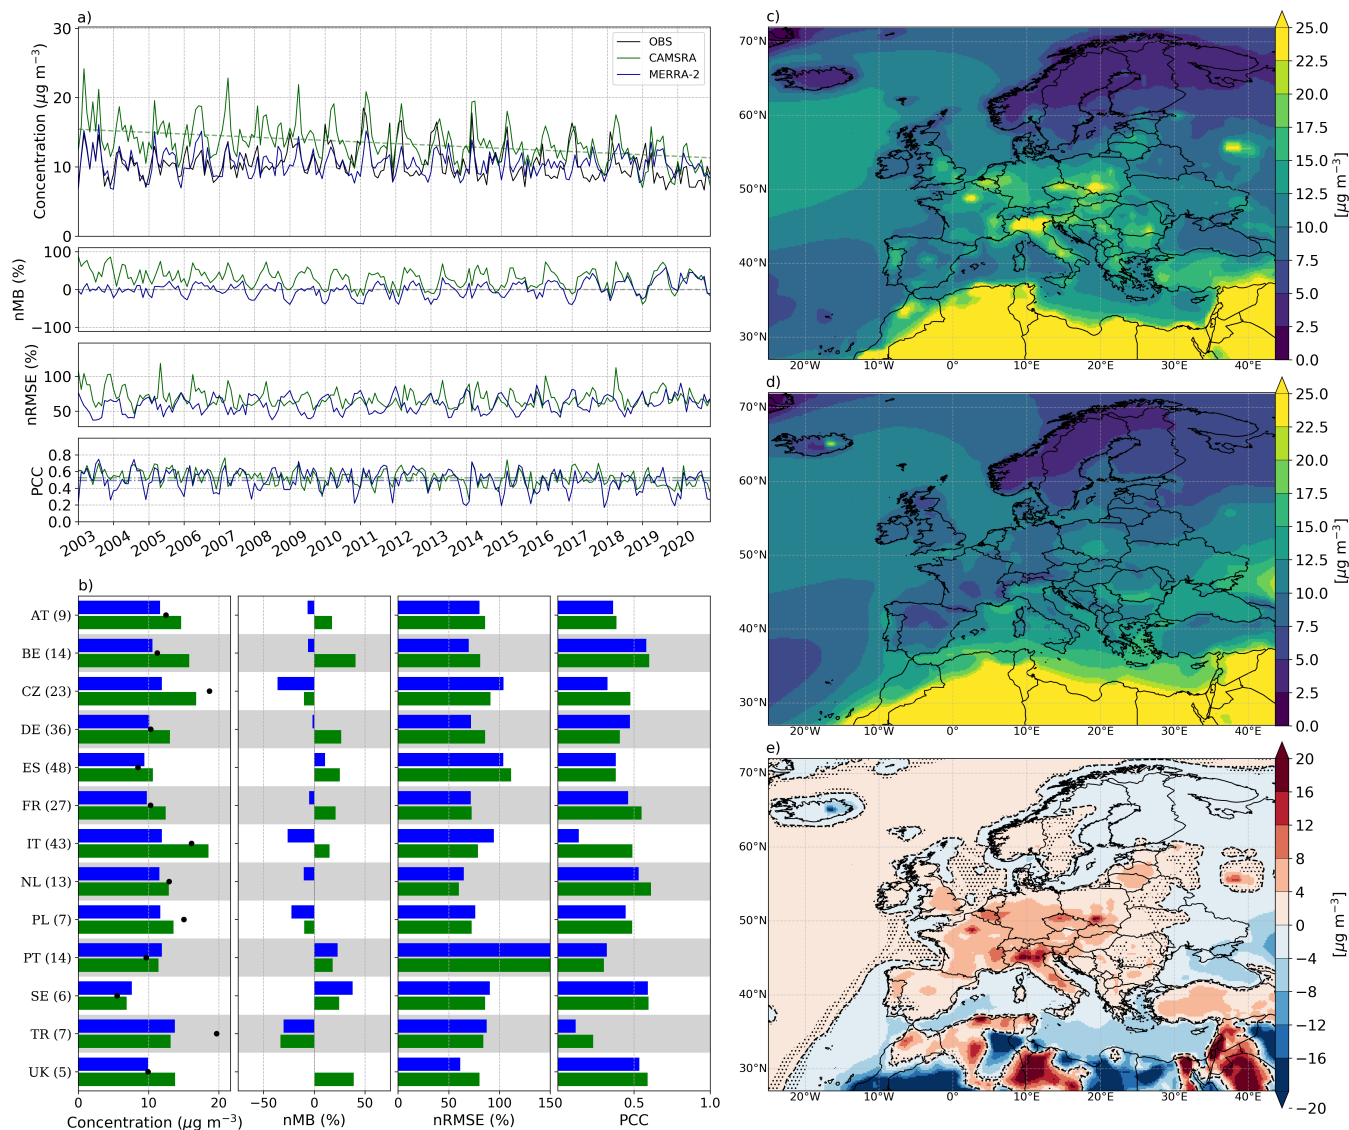 a)
30
20
10
0
Concentration (μg m⁻³)
OBS
CAMSRA
MERRA-2
100
0
−100
nMB (%)
100
50
nRMSE (%)
0.8
0.6
0.4
0.2
0.0
PCC
2003 2004 2005 2006 2007 2008 2009 2010 2011 2012 2013 2014 2015 2016 2017 2018 2019 2020
b)
AT (9)
BE (14)
CZ (23)
DE (36)
ES (48)
FR (27)
IT (43)
NL (13)
PL (7)
PT (14)
SE (6)
TR (7)
UK (5)
0 10 20
−50 0 50
0 50 100 150
0.5 1.0
Concentration (μg m⁻³)
nMB (%)
nRMSE (%)
PCC
c)
70°N
60°N
50°N
40°N
30°N
20°W 10°W 0° 10°E 20°E 30°E 40°E
25.0
22.5
20.0
17.5
15.0
12.5
10.0
7.5
5.0
2.5
0.0
[μg m⁻³]
d)
70°N
60°N
50°N
40°N
30°N
20°W 10°W 0° 10°E 20°E 30°E 40°E
25.0
22.5
20.0
17.5
15.0
12.5
10.0
7.5
5.0
2.5
0.0
[μg m⁻³]
e)
70°N
60°N
50°N
40°N
30°N
20°W 10°W 0° 10°E 20°E 30°E 40°E
20
16
12
8
4
0
−4
−8
−12
−16
−20
[μg m⁻³]